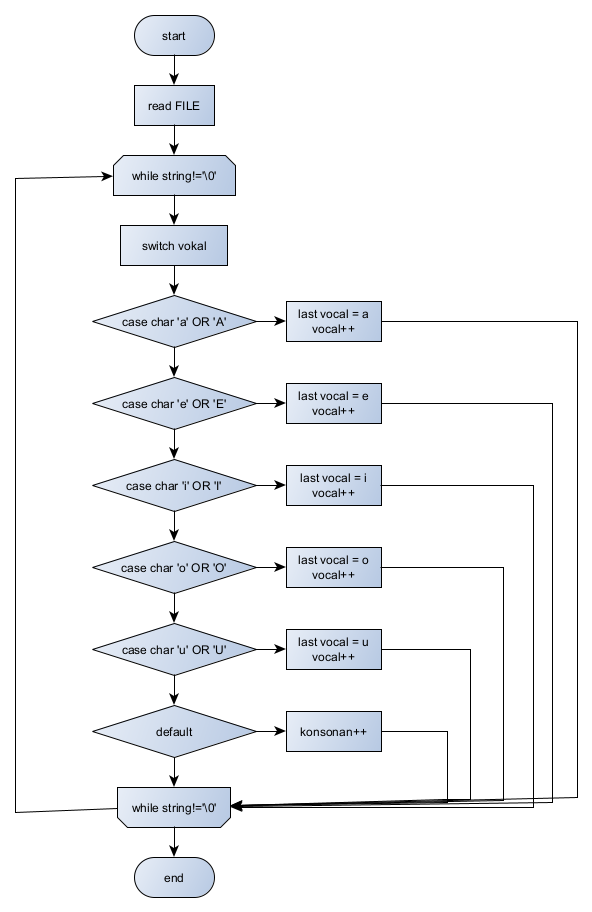 start
read FILE
while string!='\0'
switch vokal
case char 'a' OR 'A'
last vocal = a
vocal++
case char 'e' OR 'E'
last vocal = e
vocal++
case char 'i' OR 'I'
last vocal = i
vocal++
case char 'o' OR 'O'
last vocal = o
vocal++
case char 'u' OR 'U'
last vocal = u
vocal++
default
konsonan++
while string!='\0'
end